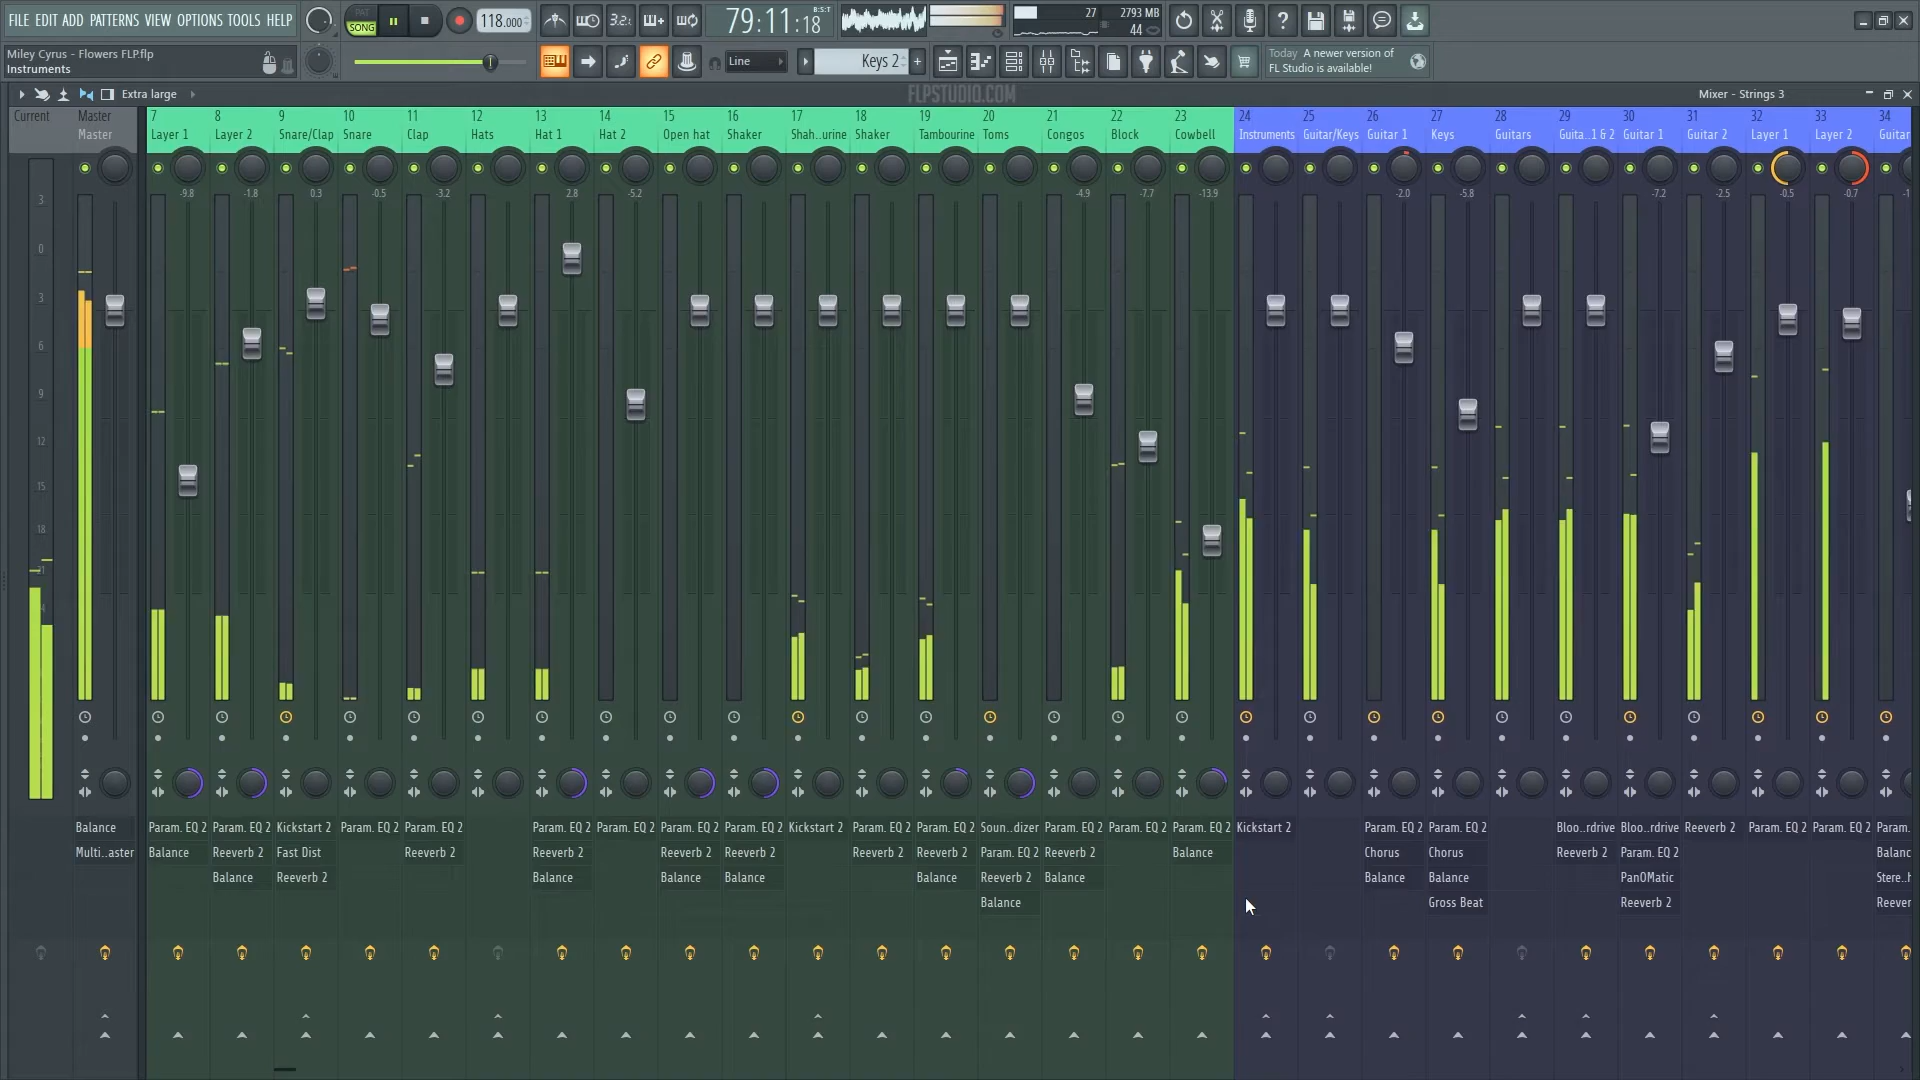 FILE EDIT ADD PATTERNS VIEW OPTIONS TOOLS HELP
PAT
SONG
118.000
3.2.
79:11:18
B:S:T
27
2793 MB
44
Miley Cyrus - Flowers FLP.flp
Instruments
Line
Keys 2
Today A newer version of
FL Studio is available!
Extra large
FLPSTUDIO.COM
Mixer - Strings 3
Current Master 7 8 9 10 11 12 13 14 15 16 17 18 19 20 21 22 23 24 25 26 27 28 29 30 31 32 33 34
Master Layer 1 Layer 2 Snare/Clap Snare Clap Hats Hat 1 Hat 2 Open hat Shaker Shah..urine Shaker Tambourine Toms Congos Block Cowbell Instruments Guitar/Keys Guitar 1 Keys Guitars Guita..1 & 2 Guitar 1 Guitar 2 Layer 1 Layer 2 Guitar
-9.8 -1.8 0.3 -0.5 -3.2 2.8 -5.2 -4.9 -7.7 -13.9 -2.0 -5.8 -7.2 -2.5 -0.5 -0.7
3
0
3
6
9
12
15
18
21
Balance Param. EQ 2 Param. EQ 2 Kickstart 2 Param. EQ 2 Param. EQ 2 Param. EQ 2 Param. EQ 2 Param. EQ 2 Param. EQ 2 Kickstart 2 Param. EQ 2 Param. EQ 2 Soun..dizer Param. EQ 2 Param. EQ 2 Param. EQ 2 Kickstart 2 Param. EQ 2 Param. EQ 2 Bloo..rdrive Bloo..rdrive Reeverb 2 Param. EQ 2 Param. EQ 2 Param.
Multi..aster Balance Reeverb 2 Fast Dist Reeverb 2 Reeverb 2 Reeverb 2 Reeverb 2 Reeverb 2 Reeverb 2 Param. EQ 2 Reeverb 2 Balance Chorus Chorus Reeverb 2 Param. EQ 2 Balanc
Balance Reeverb 2 Balance Balance Balance Balance Reeverb 2 Balance Balance Balance PanOMatic Stere..
Balance Gross Beat Reeverb 2 Reever